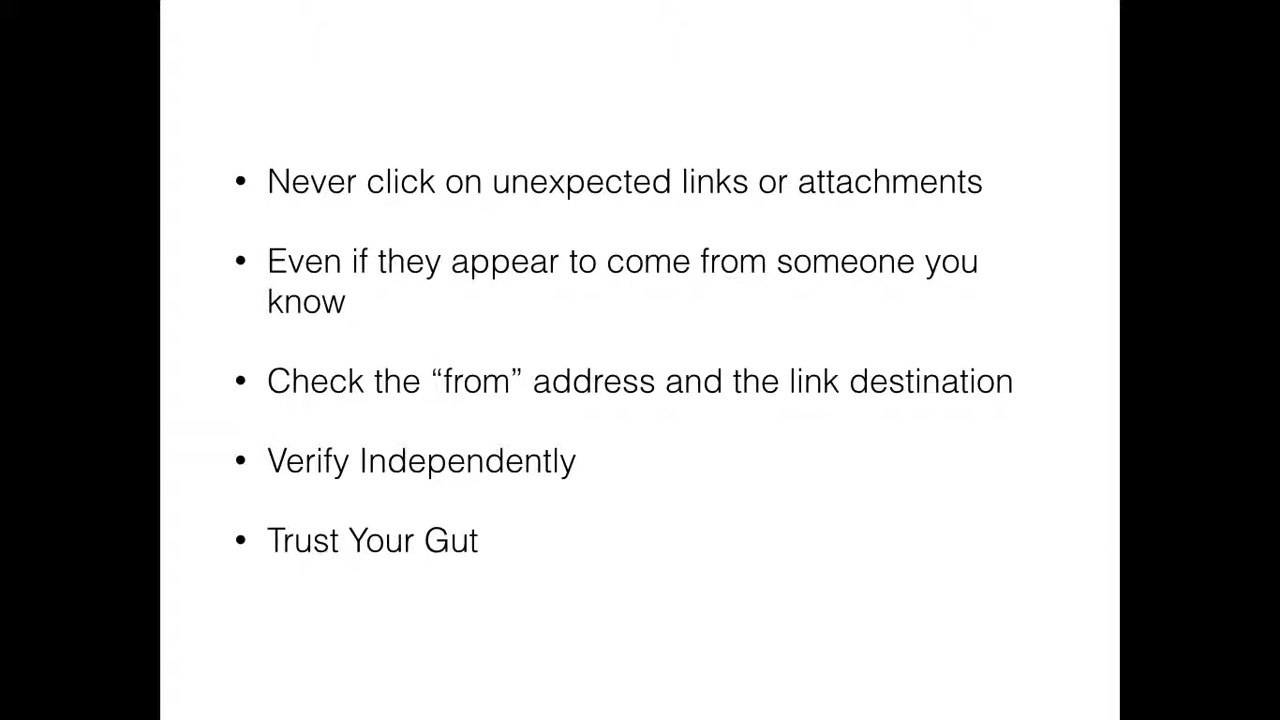 • Never click on unexpected links or attachments
• Even if they appear to come from someone you
know
• Check the “from” address and the link destination
• Verify Independently
• Trust Your Gut